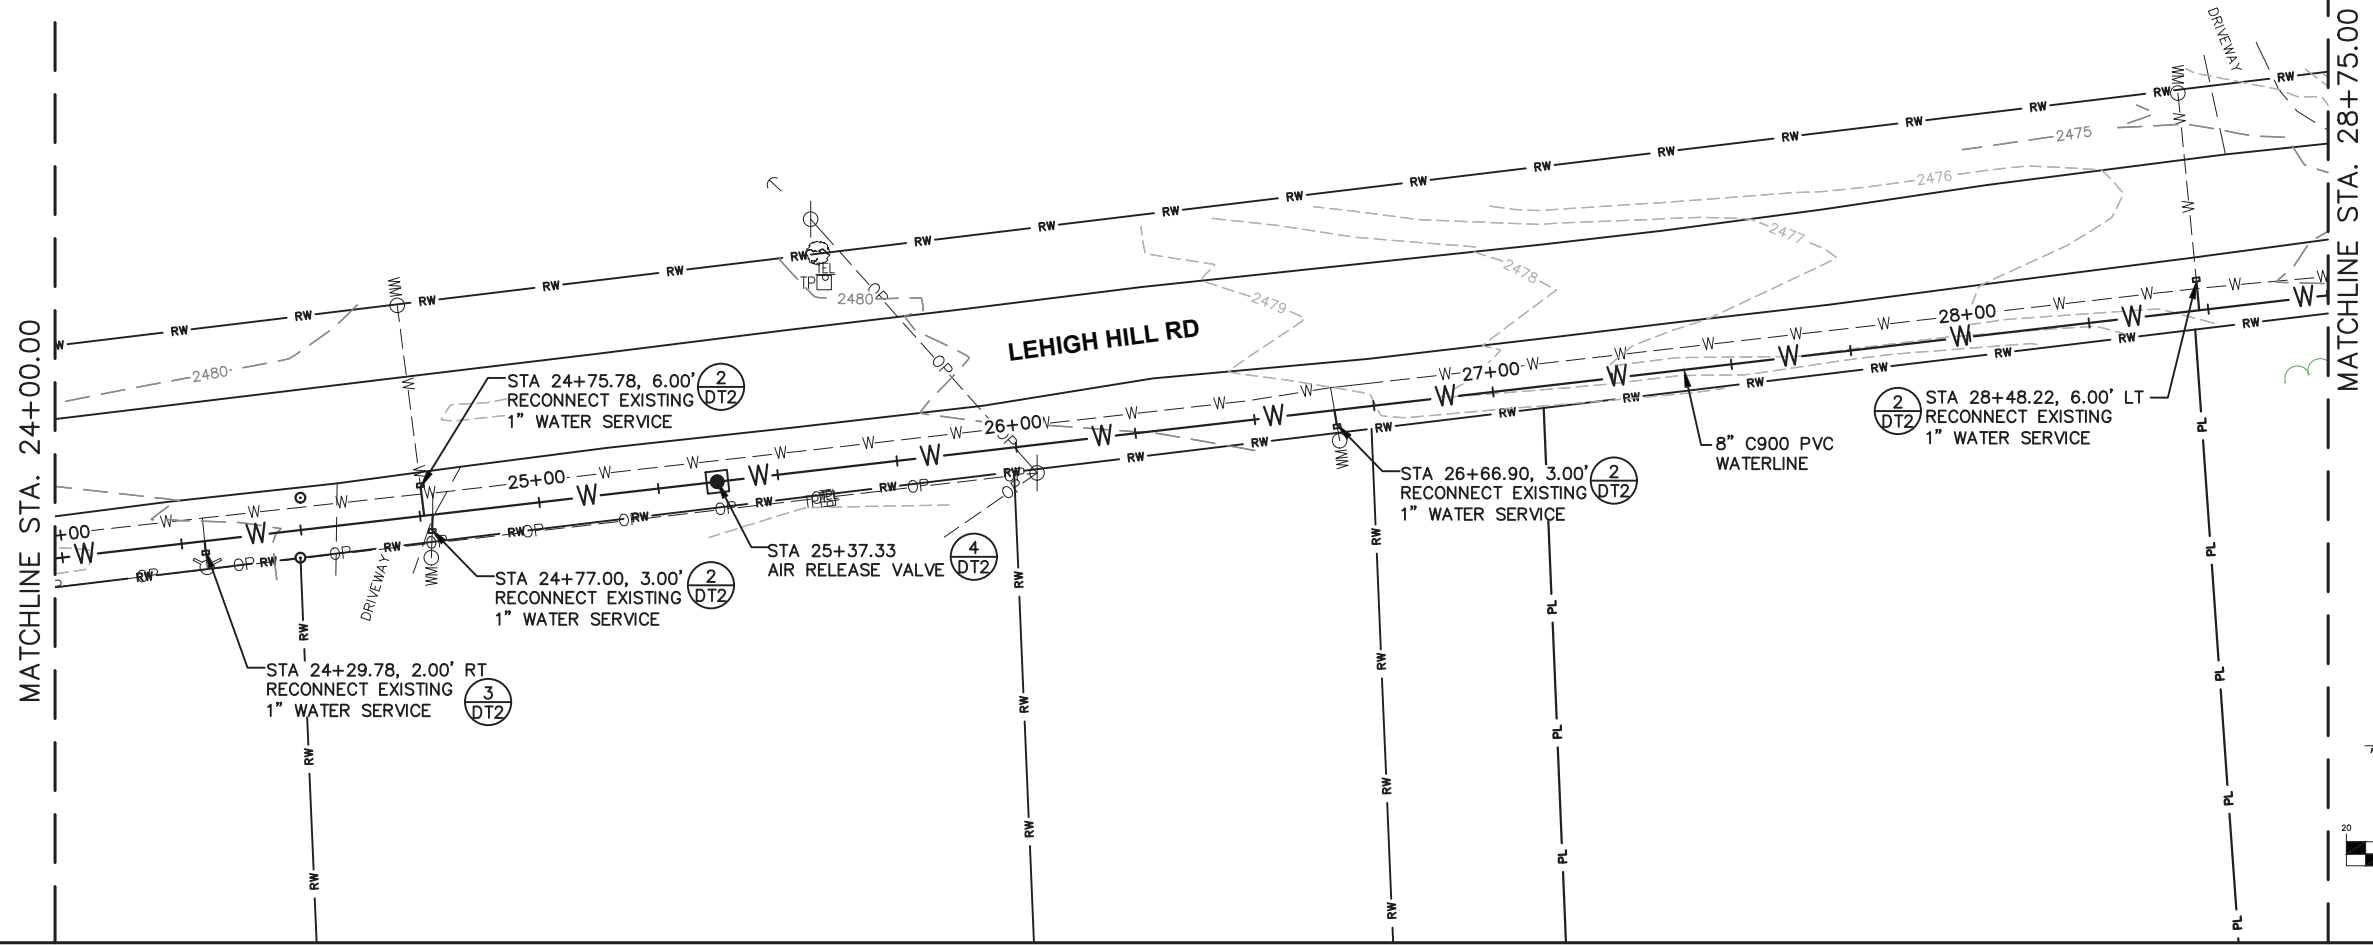 MATCHLINE STA. 24+00.00
MATCHLINE STA. 28+75.00
DRIVEWAY
RW
WM
W
2475
2476
2477
2478
2479
2480
2480
TEL
TP
OP
LEHIGH HILL RD
+00
25+00
26+00
27+00
28+00
STA 24+75.78, 6.00'
RECONNECT EXISTING
1" WATER SERVICE
2
DT2
STA 28+48.22, 6.00' LT
RECONNECT EXISTING
1" WATER SERVICE
2
DT2
8" C900 PVC
WATERLINE
STA 26+66.90, 3.00'
RECONNECT EXISTING
1" WATER SERVICE
2
DT2
STA 25+37.33
AIR RELEASE VALVE
4
DT2
STA 24+77.00, 3.00'
RECONNECT EXISTING
1" WATER SERVICE
2
DT2
DRIVEWAY
WM
WM
STA 24+29.78, 2.00' RT
RECONNECT EXISTING
1" WATER SERVICE
3
DT2
PL
20